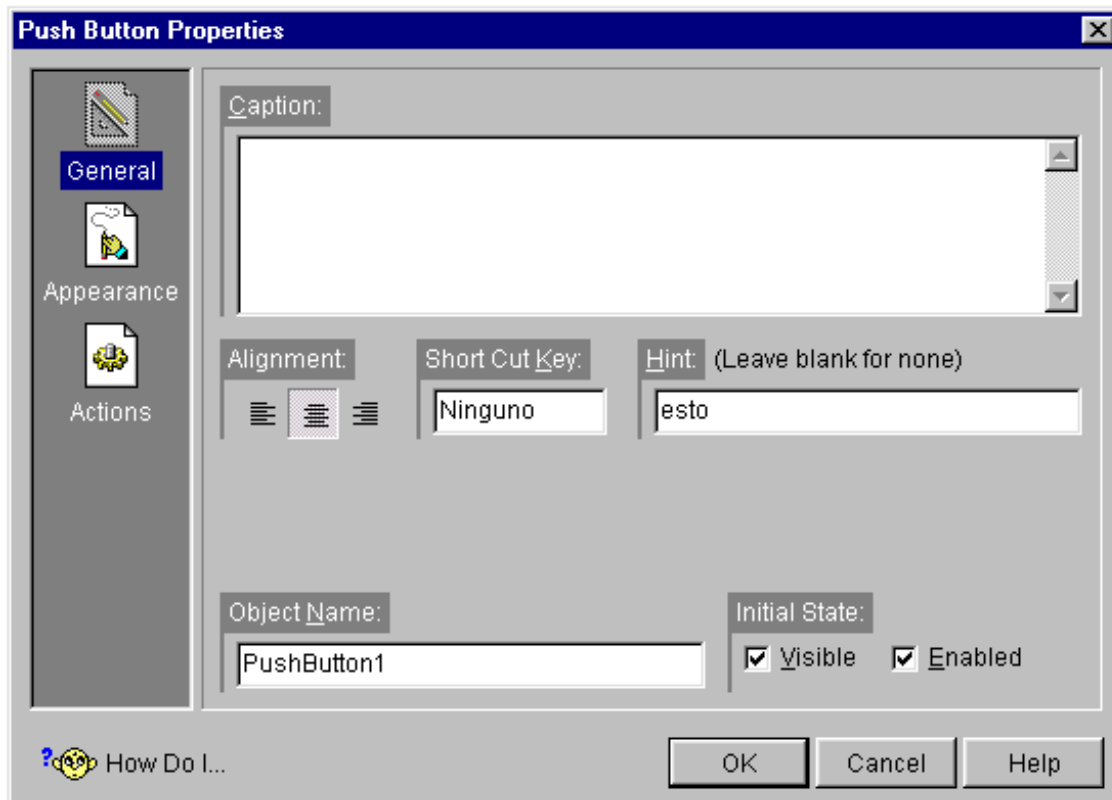 Push Button Properties
General
Appearance
Actions
Caption:
Alignment:
Short Cut Key:
Hint: (Leave blank for none)
Ninguno
esto
Object Name:
Initial State:
PushButton1
Visible
Enabled
? How Do I...
OK
Cancel
Help